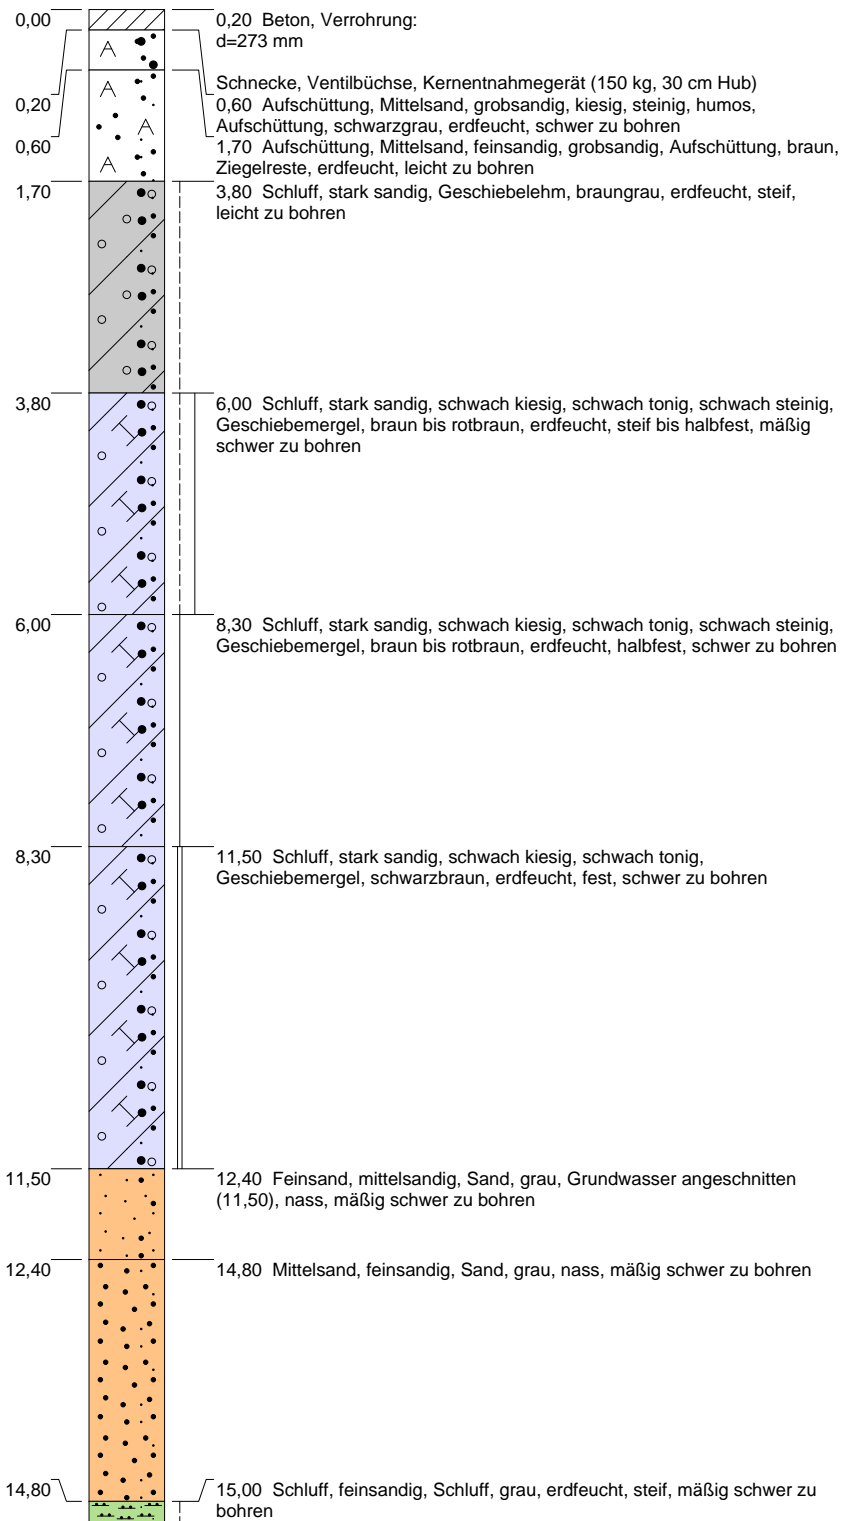 0,00
0,20 Beton, Verrohrung:
d=273 mm
Schnecke, Ventilbüchse, Kernentnahmegerät (150 kg, 30 cm Hub)
0,20
0,60 Aufschüttung, Mittelsand, grobsandig, kiesig, steinig, humos,
Aufschüttung, schwarzgrau, erdfeucht, schwer zu bohren
0,60
1,70 Aufschüttung, Mittelsand, feinsandig, grobsandig, Aufschüttung, braun,
Ziegelreste, erdfeucht, leicht zu bohren
1,70
3,80 Schluff, stark sandig, Geschiebelehm, braungrau, erdfeucht, steif,
leicht zu bohren
3,80
6,00 Schluff, stark sandig, schwach kiesig, schwach tonig, schwach steinig,
Geschiebemergel, braun bis rotbraun, erdfeucht, steif bis halbfest, mäßig
schwer zu bohren
6,00
8,30 Schluff, stark sandig, schwach kiesig, schwach tonig, schwach steinig,
Geschiebemergel, braun bis rotbraun, erdfeucht, halbfest, schwer zu bohren
8,30
11,50 Schluff, stark sandig, schwach kiesig, schwach tonig,
Geschiebemergel, schwarzbraun, erdfeucht, fest, schwer zu bohren
11,50
12,40 Feinsand, mittelsandig, Sand, grau, Grundwasser angeschnitten
(11,50), nass, mäßig schwer zu bohren
12,40
14,80 Mittelsand, feinsandig, Sand, grau, nass, mäßig schwer zu bohren
14,80
15,00 Schluff, feinsandig, Schluff, grau, erdfeucht, steif, mäßig schwer zu
bohren